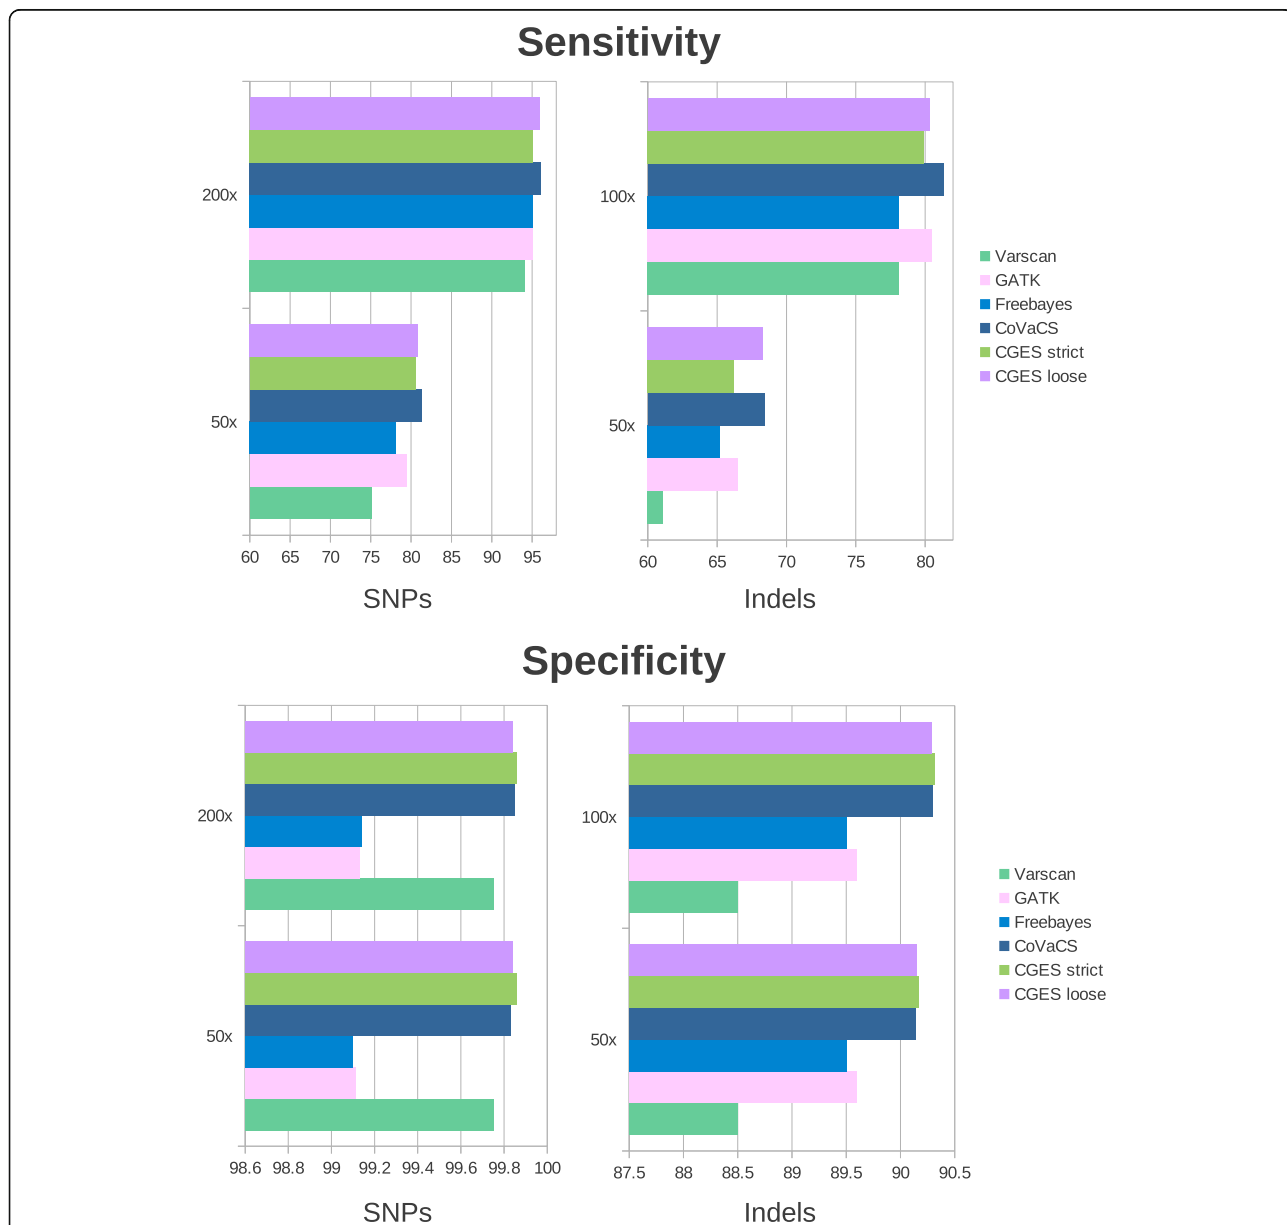 Sensitivity
200x
50x
60 65 70 75 80 85 90 95
SNPs
100x
50x
60 65 70 75 80
Indels
Varscan
GATK
Freebayes
CoVaCS
CGES strict
CGES loose
Specificity
200x
50x
98.6 98.8 99 99.2 99.4 99.6 99.8 100
SNPs
100x
50x
87.5 88 88.5 89 89.5 90 90.5
Indels
Varscan
GATK
Freebayes
CoVaCS
CGES strict
CGES loose